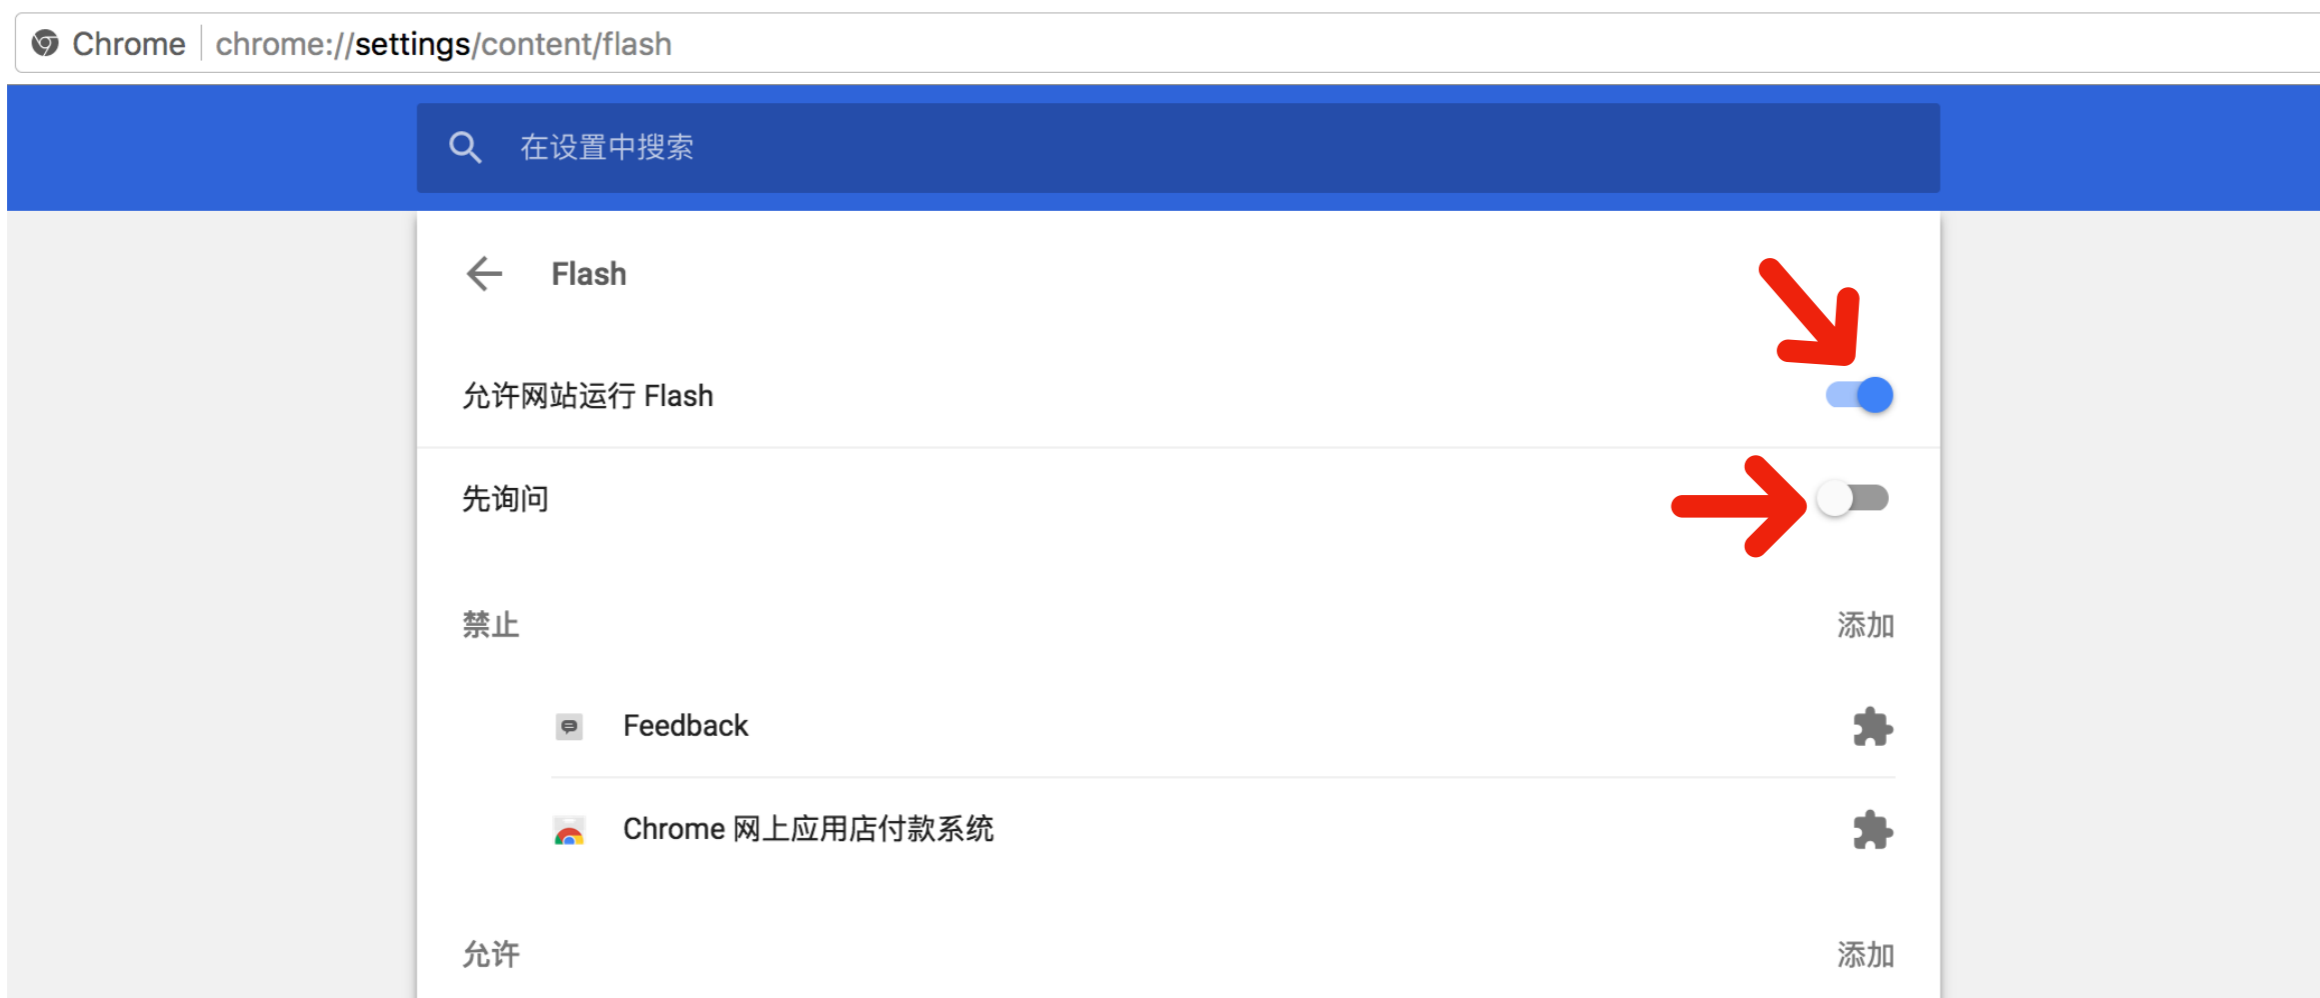 Chrome chrome://settings/content/flash
在设置中搜索
Flash
允许网站运行 Flash
先询问
禁止 添加
Feedback
Chrome 网上应用店付款系统
允许 添加